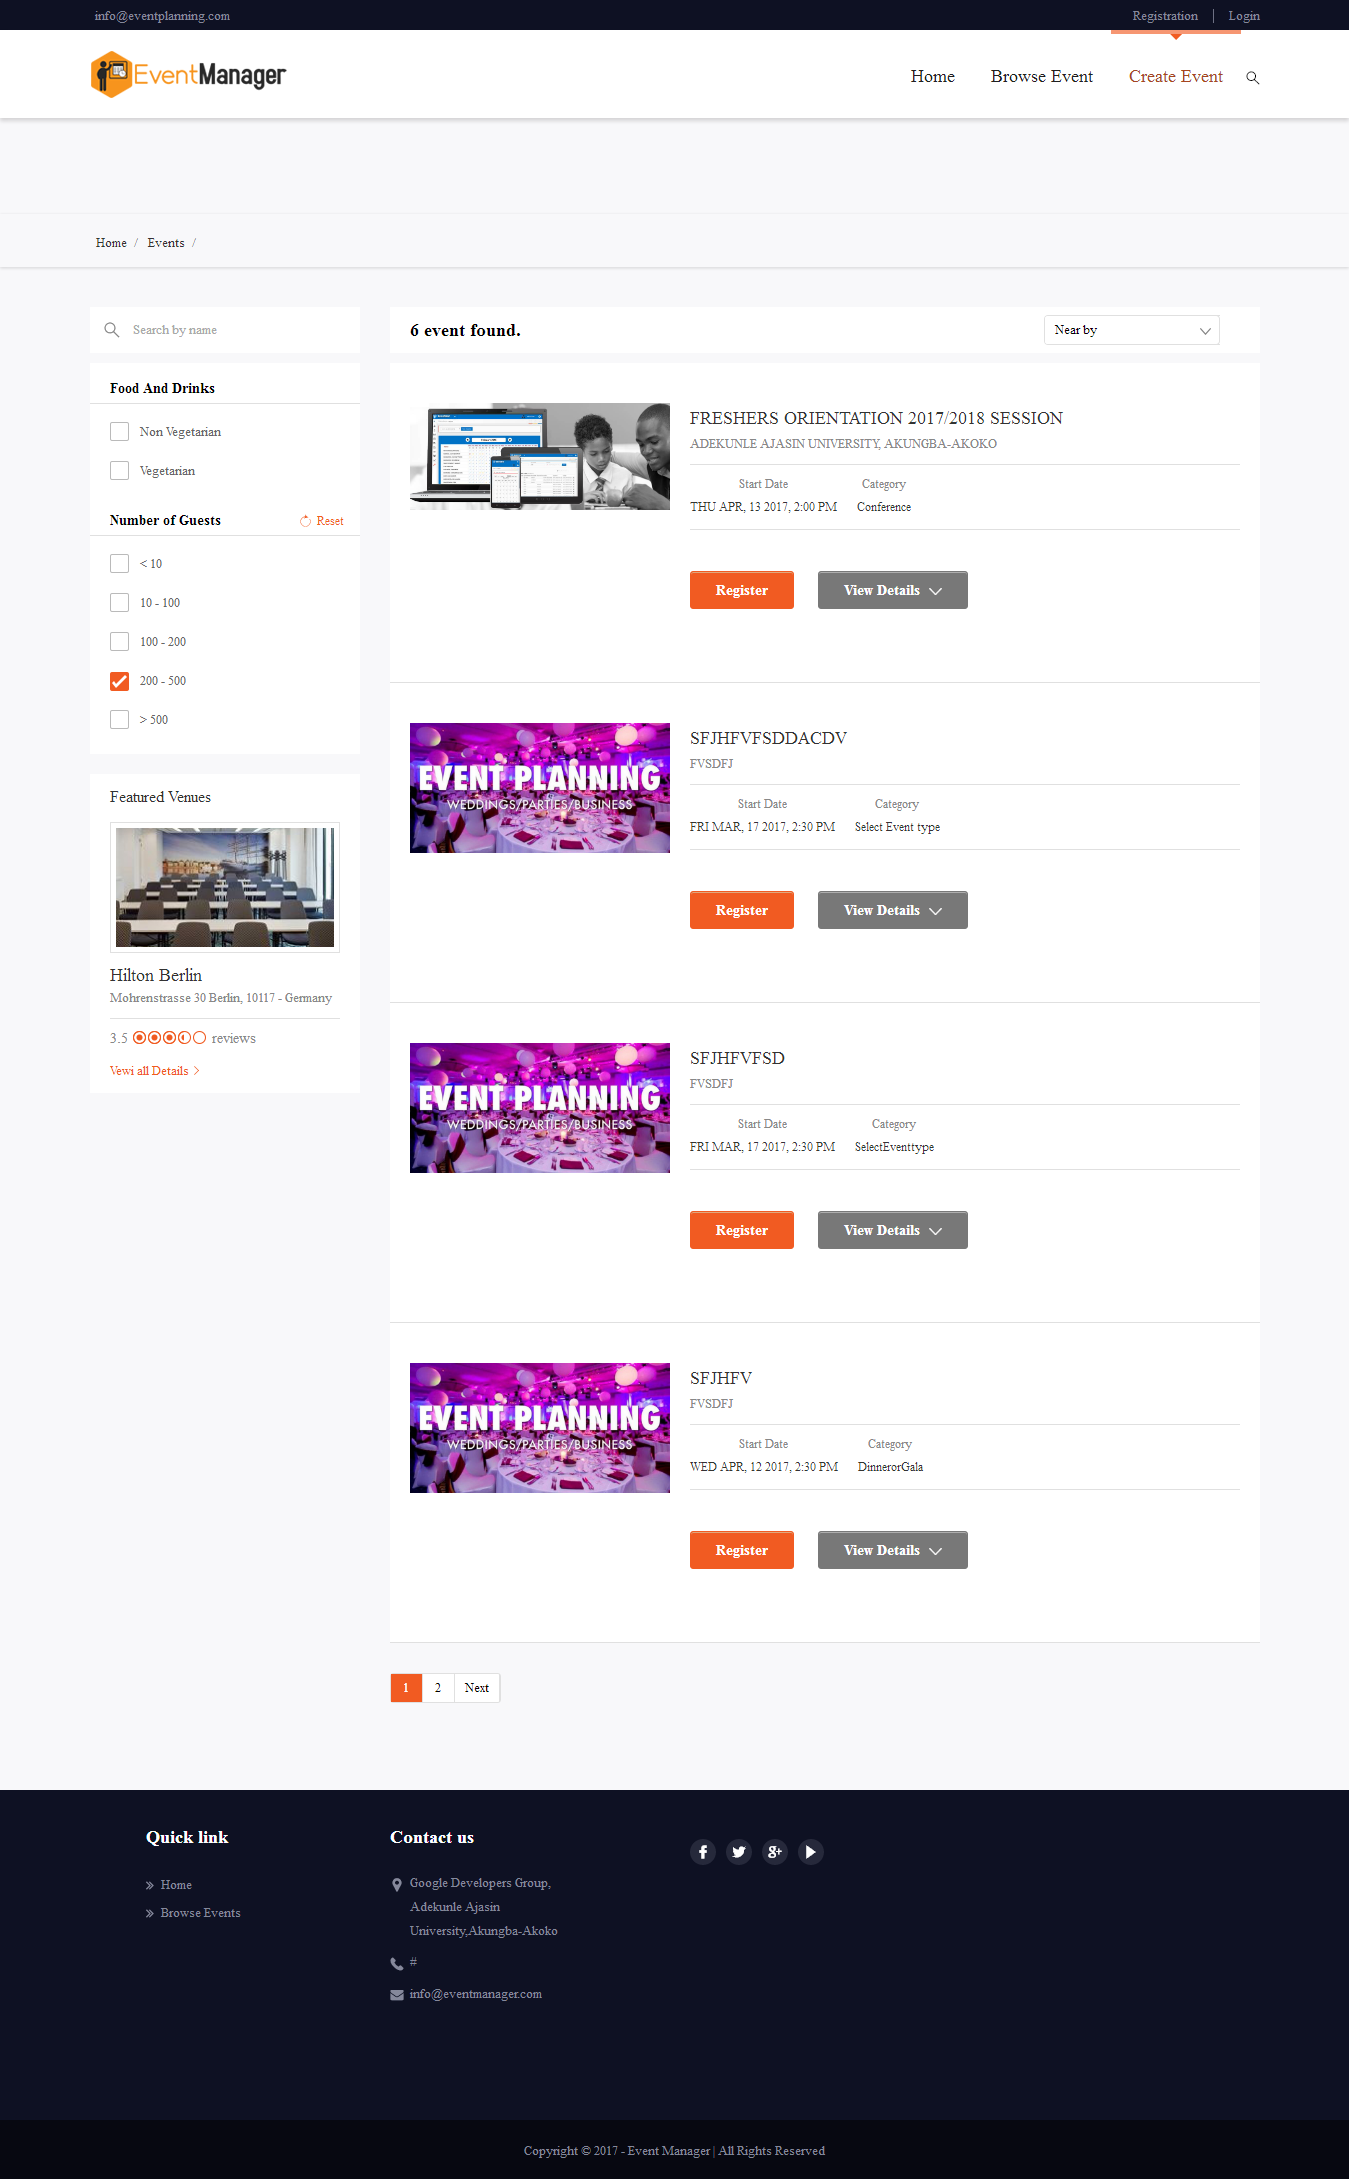 info@eventplanning.com
Registration | Login
EventManager
Home Browse Event Create Event
Home / Events /
Search by name
Food And Drinks
Non Vegetarian
Vegetarian
Number of Guests Reset
< 10
10 - 100
100 - 200
200 - 500
> 500
Featured Venues
Hilton Berlin
Mohrenstrasse 30 Berlin, 10117 - Germany
3.5 reviews
Vewi all Details
6 event found.
Near by
FRESHERS ORIENTATION 2017/2018 SESSION
ADEKUNLE AJASIN UNIVERSITY, AKUNGBA-AKOKO
Start Date Category
THU APR, 13 2017, 2:00 PM Conference
Register View Details
EVENT PLANNING
WEDDINGS/PARTIES/BUSINESS
SFJHFVFSDDACDV
FVSDFJ
Start Date Category
FRI MAR, 17 2017, 2:30 PM Select Event type
Register View Details
EVENT PLANNING
WEDDINGS/PARTIES/BUSINESS
SFJHFVFSD
FVSDFJ
Start Date Category
FRI MAR, 17 2017, 2:30 PM SelectEventtype
Register View Details
EVENT PLANNING
WEDDINGS/PARTIES/BUSINESS
SFJHFV
FVSDFJ
Start Date Category
WED APR, 12 2017, 2:30 PM DinnerorGala
Register View Details
1 2 Next
Quick link
Home
Browse Events
Contact us
Google Developers Group,
Adekunle Ajasin
University,Akungba-Akoko
#
info@eventmanager.com
Copyright © 2017 - Event Manager | All Rights Reserved